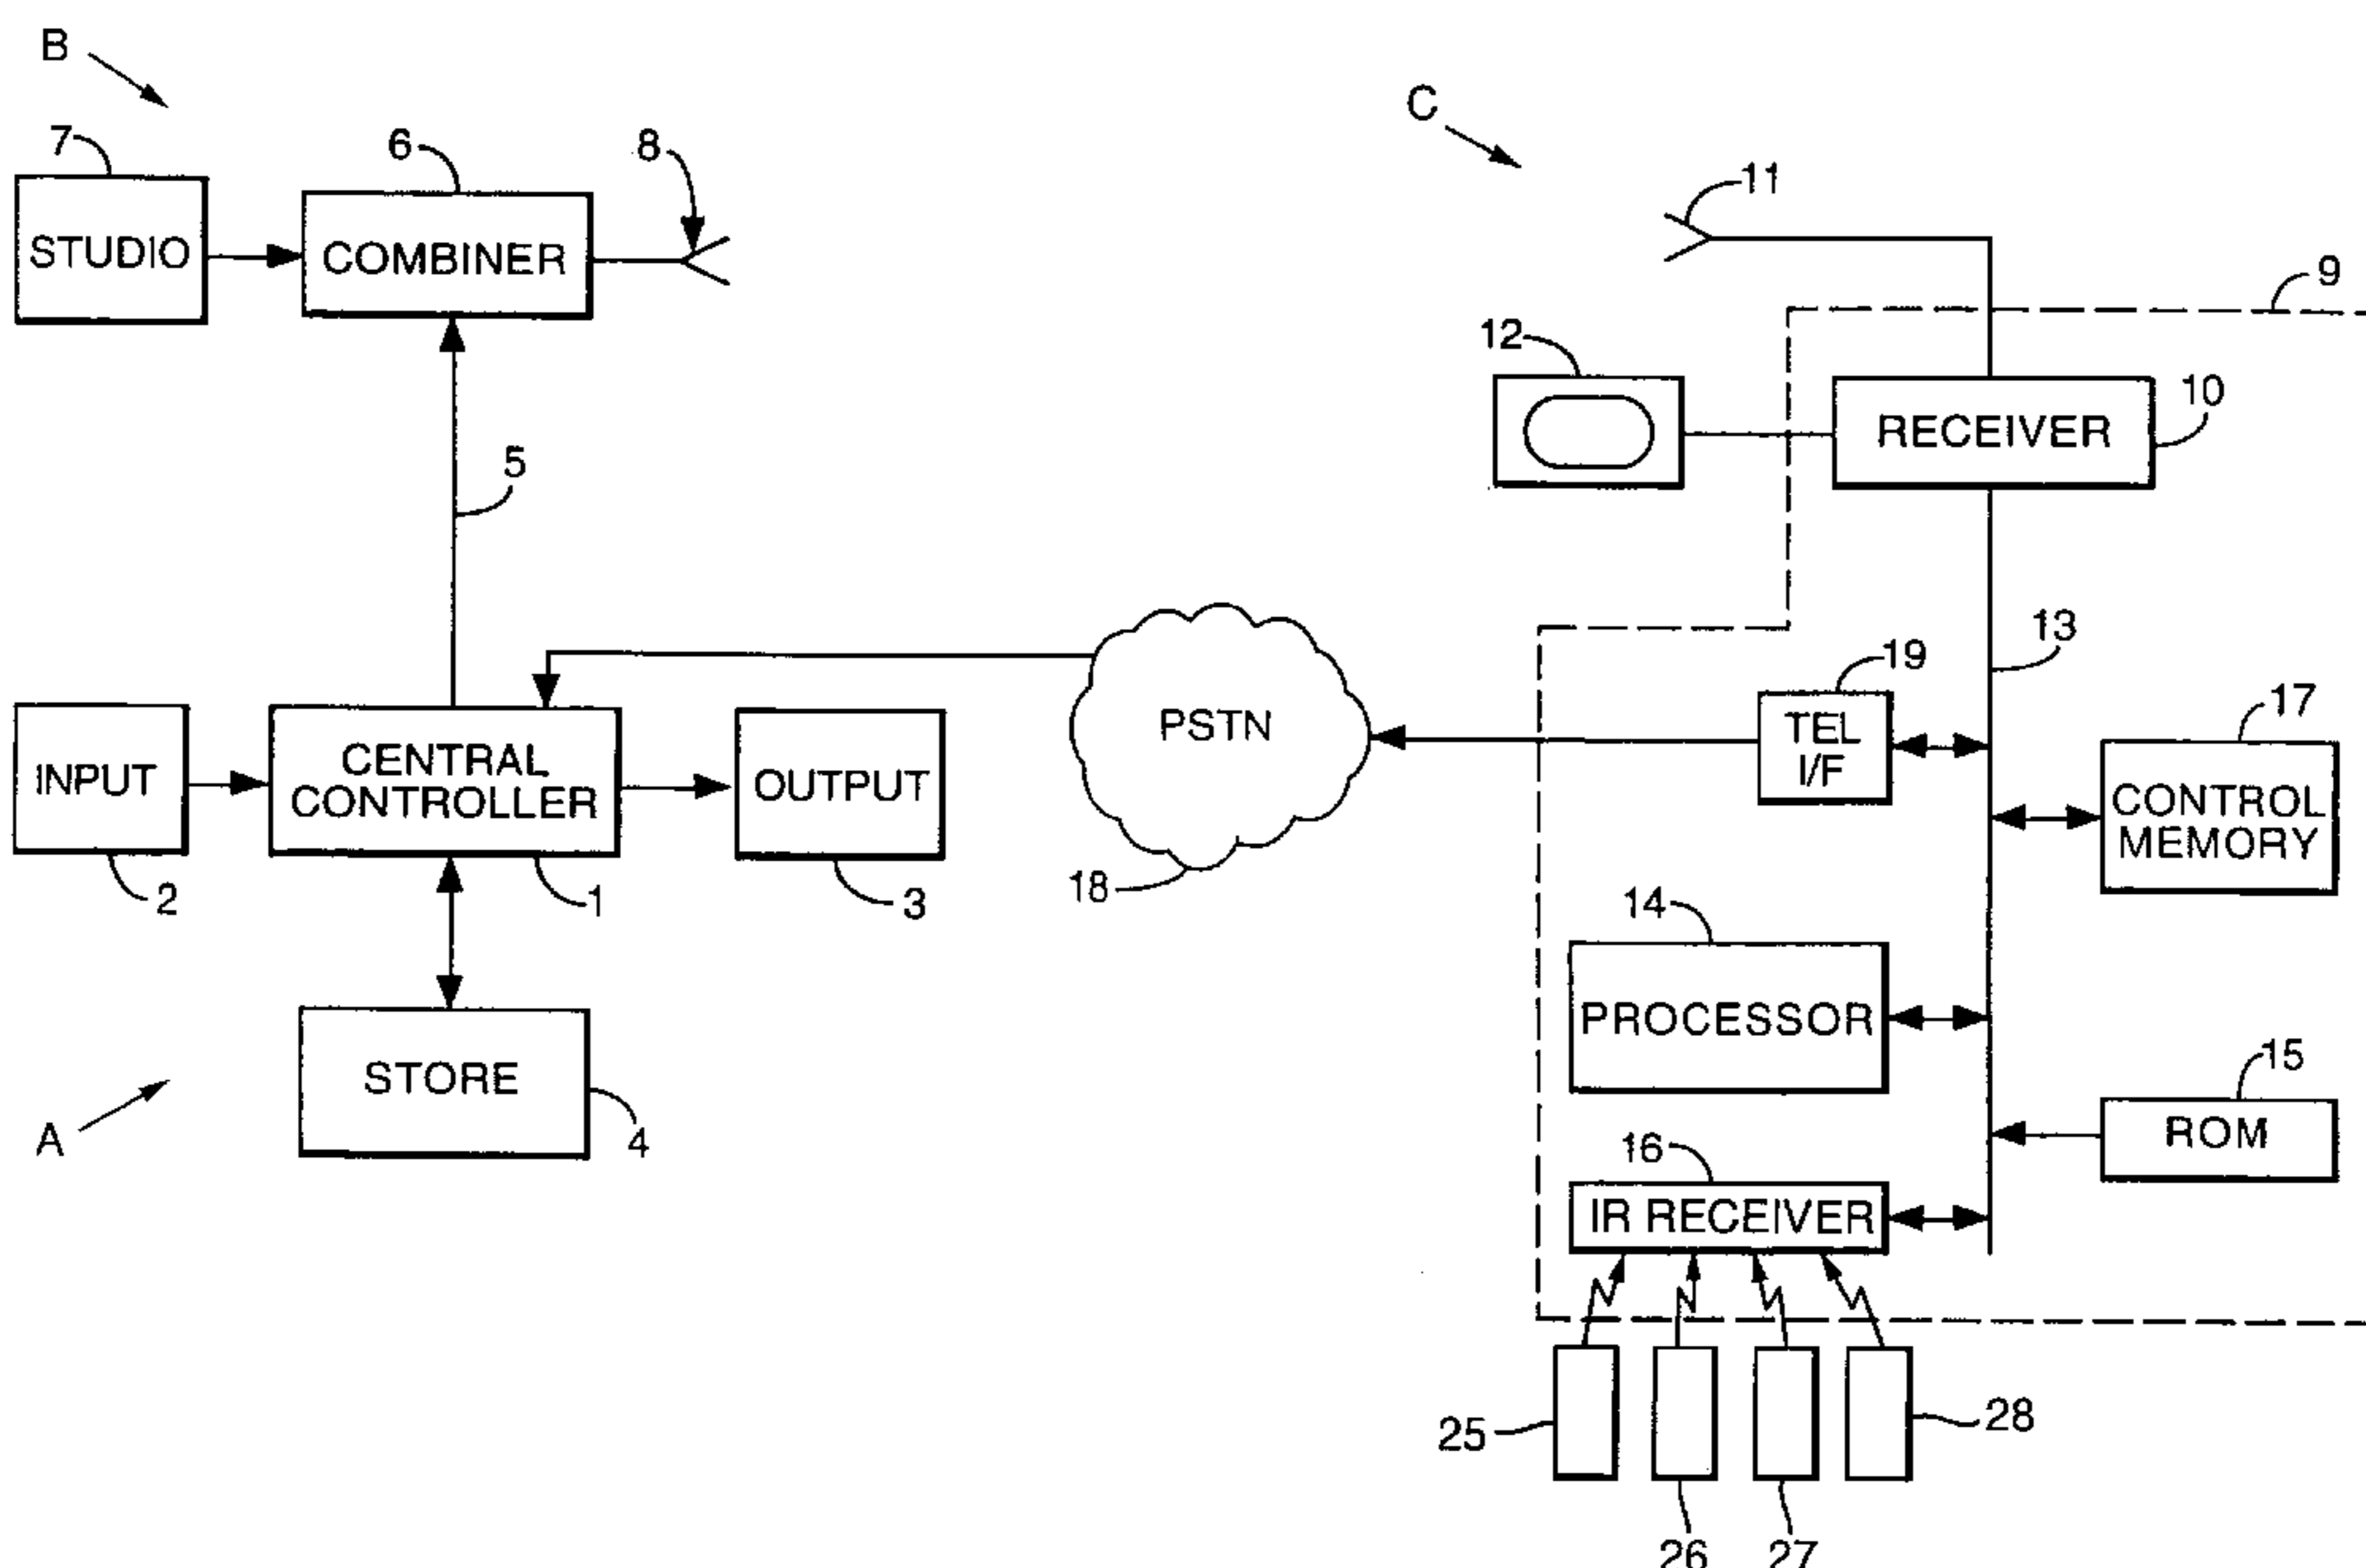 B
7
6
8
STUDIO
COMBINER
5
INPUT
CENTRAL
CONTROLLER
OUTPUT
2
1
3
STORE
4
A
PSTN
18
C
11
9
12
RECEIVER
10
13
19
TEL
I/F
17
CONTROL
MEMORY
14
PROCESSOR
15
ROM
16
IR RECEIVER
25
28
26
27